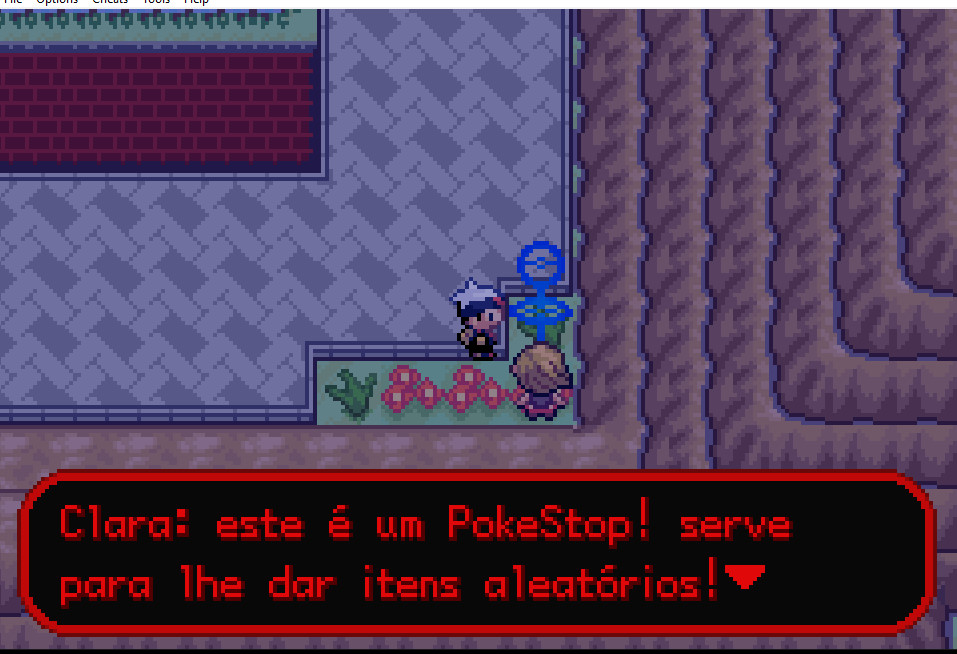 File Options Cheats Tools Help
Clara: este é um PokeStop! serve
para lhe dar itens aleatórios!